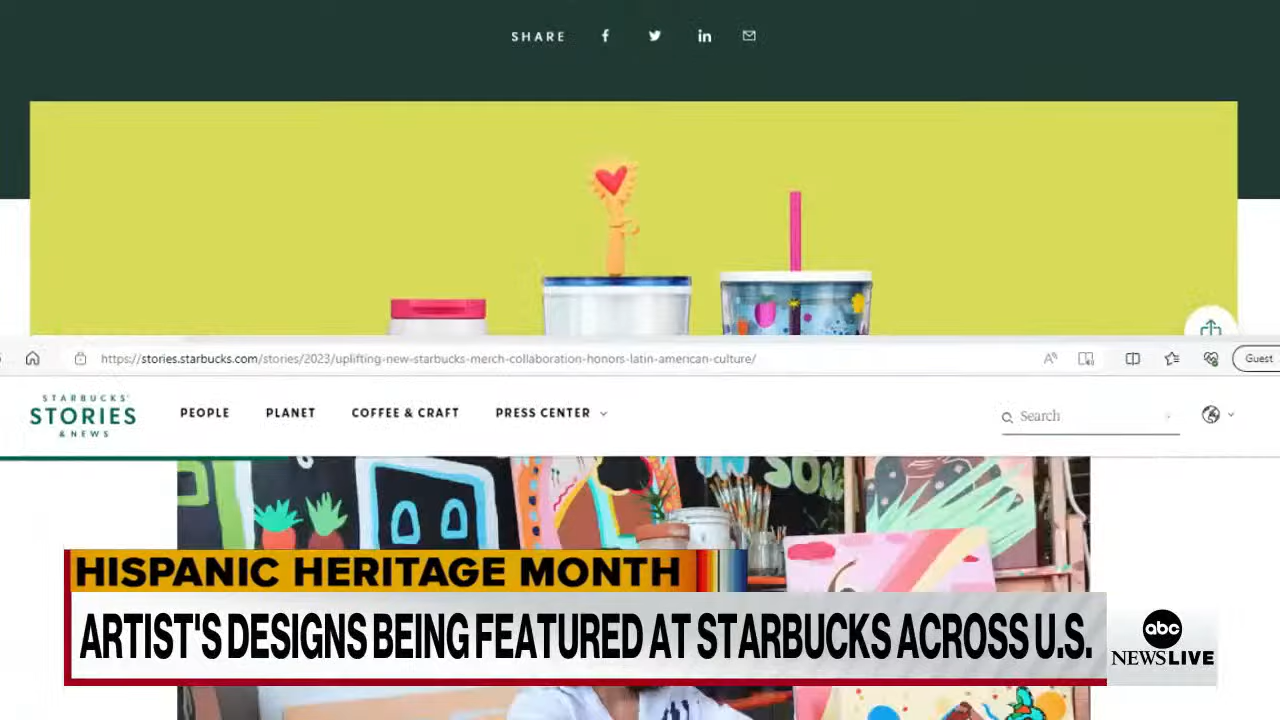 SHARE
https://stories.starbucks.com/stories/2023/uplifting-new-starbucks-merch-collaboration-honors-latin-american-culture/
Guest
STARBUCKS
STORIES
& NEWS
PEOPLE
PLANET
COFFEE & CRAFT
PRESS CENTER
Search
HISPANIC HERITAGE MONTH
ARTIST'S DESIGNS BEING FEATURED AT STARBUCKS ACROSS U.S.
abc
NEWSLIVE